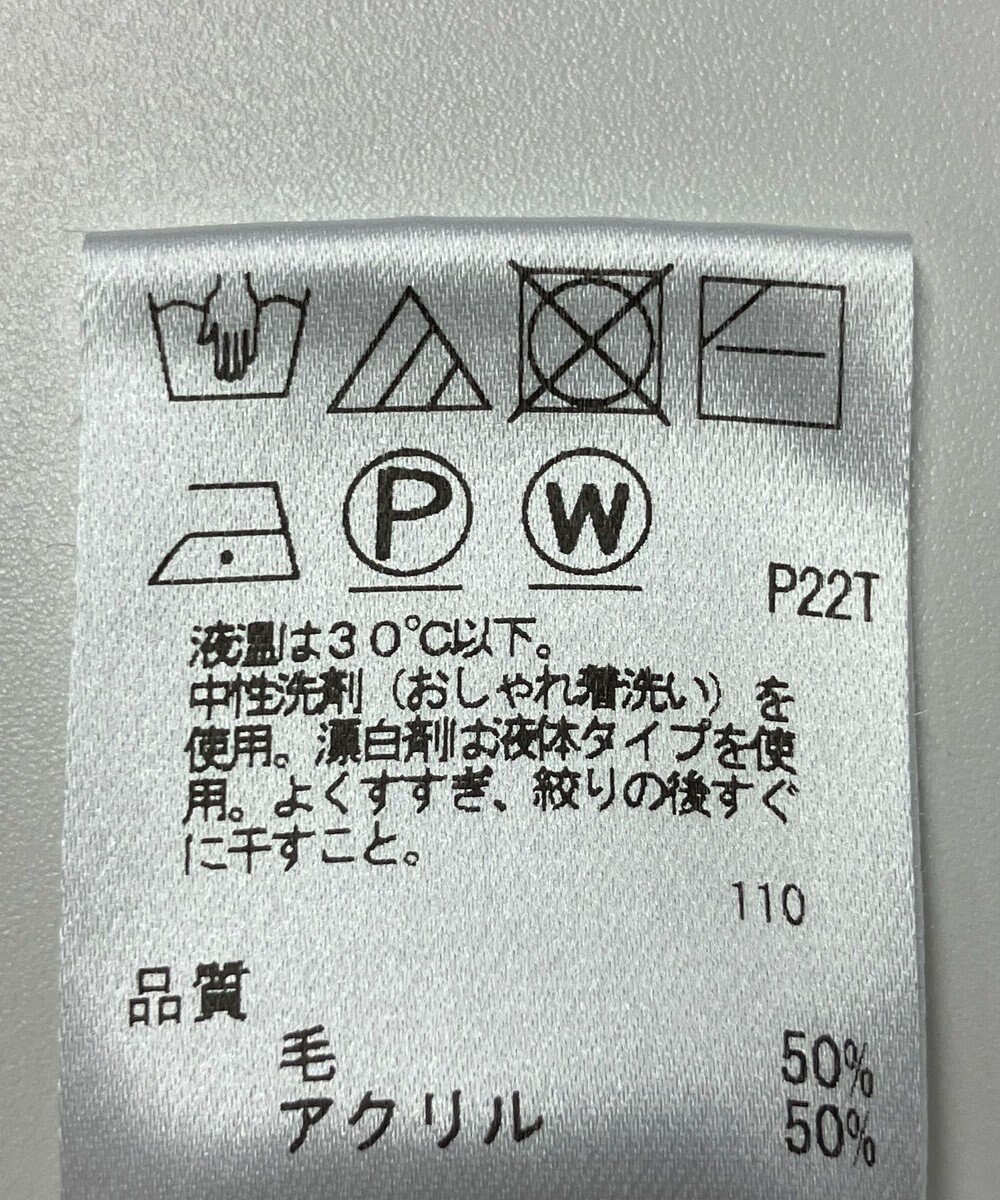 P
W
P22T
液温は30℃以下。
中性洗剤（おしゃれ着洗い）を
使用。漂白剤は液体タイプを使
用。よくすすぎ、絞りの後すぐ
に干すこと。
110
品質
毛 50%
アクリル 50%